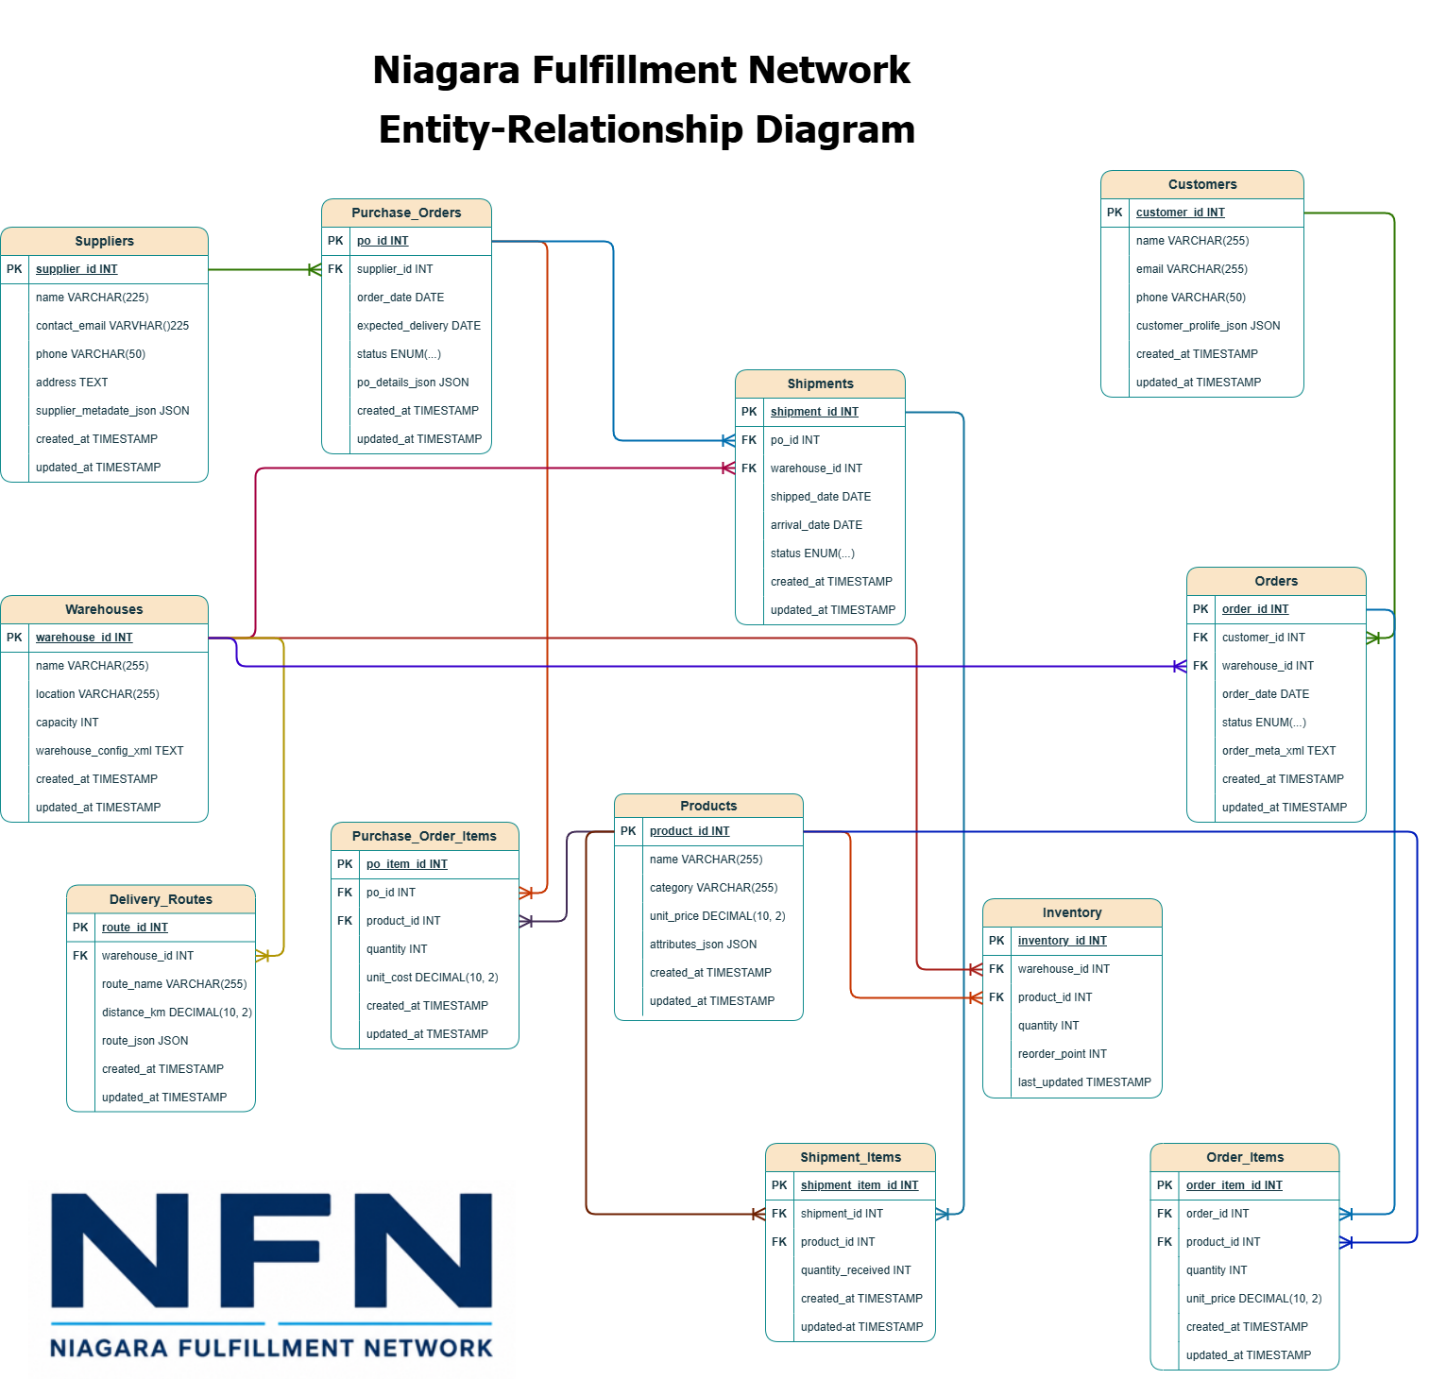 Niagara Fulfillment Network
Entity-Relationship Diagram
Suppliers
PK supplier_id INT
name VARCHAR(225)
contact_email VARVHAR()225
phone VARCHAR(50)
address TEXT
supplier_metadate_json JSON
created_at TIMESTAMP
updated_at TIMESTAMP
Purchase_Orders
PK po_id INT
FK supplier_id INT
order_date DATE
expected_delivery DATE
status ENUM(...)
po_details_json JSON
created_at TIMESTAMP
updated_at TIMESTAMP
Customers
PK customer_id INT
name VARCHAR(255)
email VARCHAR(255)
phone VARCHAR(50)
customer_prolife_json JSON
created_at TIMESTAMP
updated_at TIMESTAMP
Shipments
PK shipment_id INT
FK po_id INT
FK warehouse_id INT
shipped_date DATE
arrival_date DATE
status ENUM(...)
created_at TIMESTAMP
updated_at TIMESTAMP
Warehouses
PK warehouse_id INT
name VARCHAR(255)
location VARCHAR(255)
capacity INT
warehouse_config_xml TEXT
created_at TIMESTAMP
updated_at TIMESTAMP
Orders
PK order_id INT
FK customer_id INT
FK warehouse_id INT
order_date DATE
status ENUM(...)
order_meta_xml TEXT
created_at TIMESTAMP
updated_at TIMESTAMP
Purchase_Order_Items
PK po_item_id INT
FK po_id INT
FK product_id INT
quantity INT
unit_cost DECIMAL(10, 2)
created_at TIMESTAMP
updated_at TMESTAMP
Products
PK product_id INT
name VARCHAR(255)
category VARCHAR(255)
unit_price DECIMAL(10, 2)
attributes_json JSON
created_at TIMESTAMP
updated_at TIMESTAMP
Delivery_Routes
PK route_id INT
FK warehouse_id INT
route_name VARCHAR(255)
distance_km DECIMAL(10, 2)
route_json JSON
created_at TIMESTAMP
updated_at TIMESTAMP
Inventory
PK inventory_id INT
FK warehouse_id INT
FK product_id INT
quantity INT
reorder_point INT
last_updated TIMESTAMP
Shipment_Items
PK shipment_item_id INT
FK shipment_id INT
FK product_id INT
quantity_received INT
created_at TIMESTAMP
updated-at TIMESTAMP
Order_Items
PK order_item_id INT
FK order_id INT
FK product_id INT
quantity INT
unit_price DECIMAL(10, 2)
created_at TIMESTAMP
updated_at TIMESTAMP
NFN
NIAGARA FULFILLMENT NETWORK